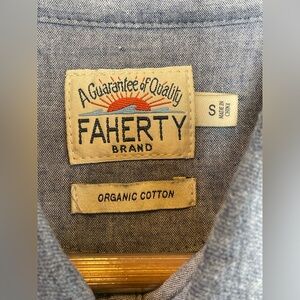 A Guarantee of Quality
FAHERTY
BRAND
S
MADE IN
CHINA
ORGANIC COTTON